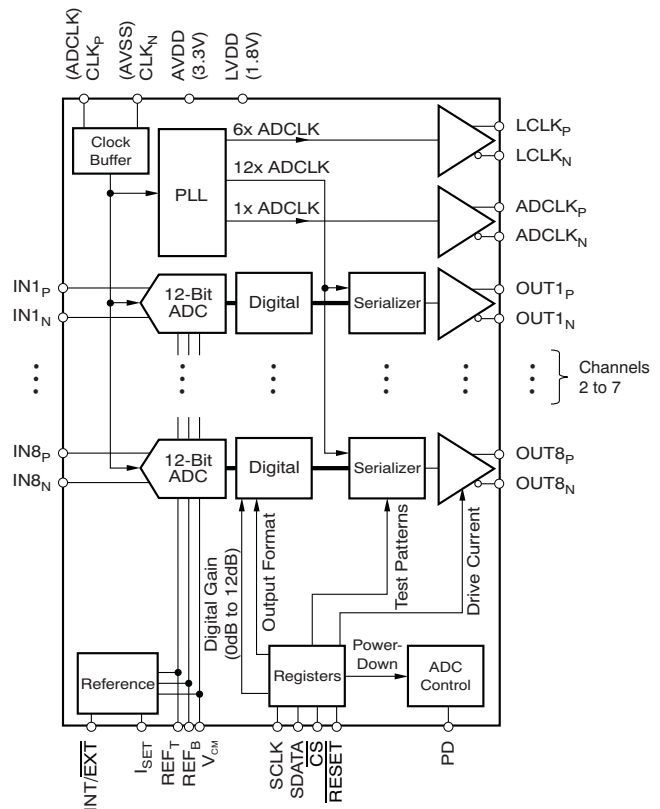 (ADCLK)
CLKP
(AVSS)
CLKN
AVDD
(3.3V)
LVDD
(1.8V)
Clock
Buffer
PLL
6x ADCLK
12x ADCLK
1x ADCLK
LCLKP
LCLKN
ADCLKP
ADCLKN
IN1P
IN1N
12-Bit
ADC
Digital
Serializer
OUT1P
OUT1N
Channels
2 to 7
IN8P
IN8N
12-Bit
ADC
Digital
Serializer
OUT8P
OUT8N
Digital Gain
(0dB to 12dB)
Output Format
Test Patterns
Drive Current
Reference
Registers
Power-
Down
ADC
Control
INT/EXT
ISET
REFT
REFB
VCM
SCLK
SDATA
CS
RESET
PD